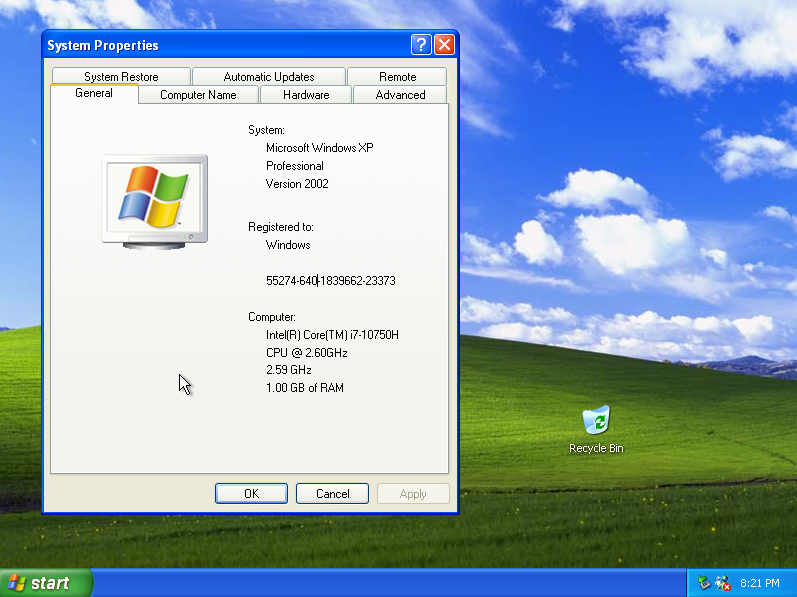 System Properties
System Restore
Automatic Updates
Remote
General
Computer Name
Hardware
Advanced
System:
Microsoft Windows XP
Professional
Version 2002
Registered to:
Windows
55274-640-1839662-23373
Computer:
Intel(R) Core(TM) i7-10750H
CPU @ 2.60GHz
2.59 GHz
1.00 GB of RAM
OK
Cancel
Apply
Recycle Bin
start
8:21 PM